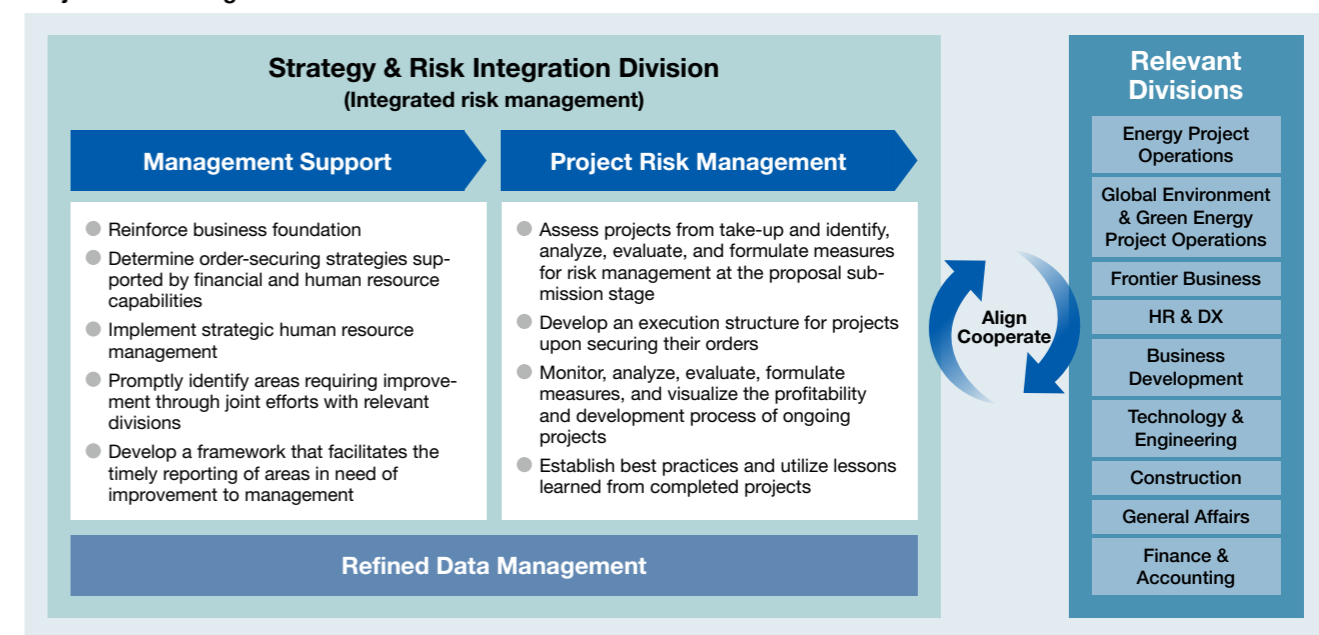 Strategy & Risk Integration Division
(Integrated risk management)
Management Support
Reinforce business foundation
Determine order-securing strategies sup-
ported by financial and human resource
capabilities
Implement strategic human resource
management
Promptly identify areas requiring improve-
ment through joint efforts with relevant
divisions
Develop a framework that facilitates the
timely reporting of areas in need of
improvement to management
Project Risk Management
Assess projects from take-up and identify,
analyze, evaluate, and formulate measures
for risk management at the proposal sub-
mission stage
Develop an execution structure for projects
upon securing their orders
Monitor, analyze, evaluate, formulate
measures, and visualize the profitability
and development process of ongoing
projects
Establish best practices and utilize lessons
learned from completed projects
Refined Data Management
Align
Cooperate
Relevant
Divisions
Energy Project
Operations
Global Environment
& Green Energy
Project Operations
Frontier Business
HR & DX
Business
Development
Technology &
Engineering
Construction
General Affairs
Finance &
Accounting